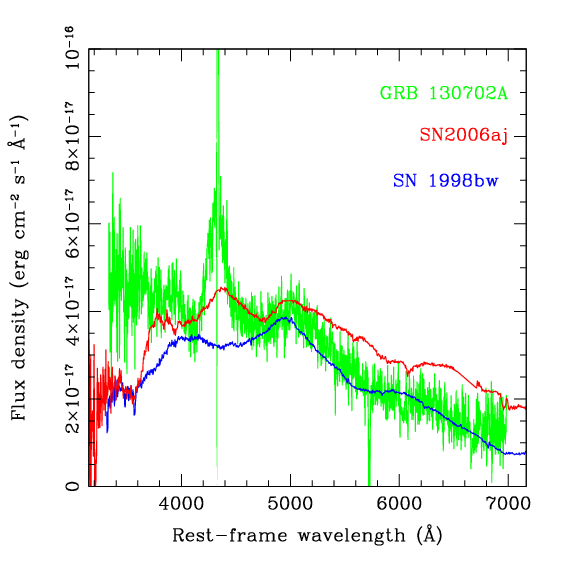 10⁻¹⁶
8×10⁻¹⁷
6×10⁻¹⁷
4×10⁻¹⁷
2×10⁻¹⁷
0
Flux density (erg cm⁻² s⁻¹ Å⁻¹)
GRB 130702A
SN2006aj
SN 1998bw
4000 5000 6000 7000
Rest-frame wavelength (Å)